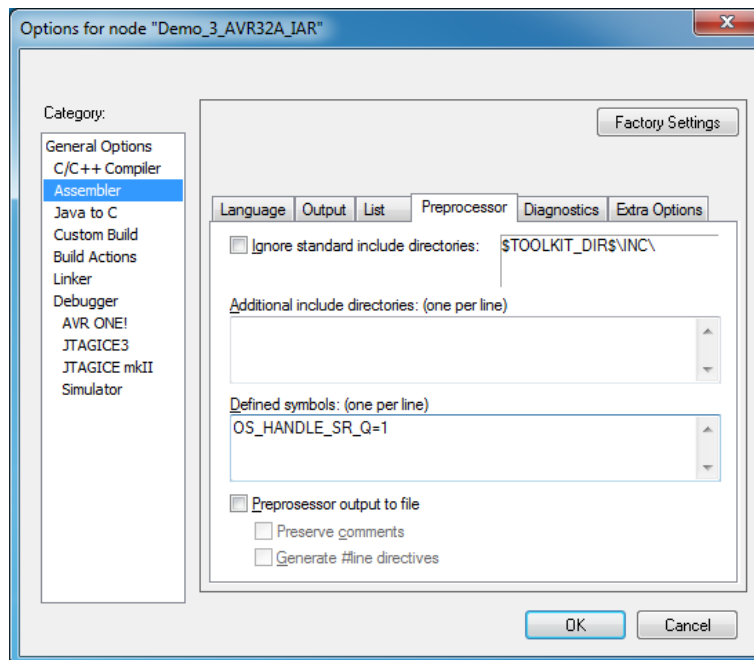 Options for node "Demo_3_AVR32A_IAR"
Category:
Factory Settings
General Options
C/C++ Compiler
Assembler
Java to C
Custom Build
Build Actions
Linker
Debugger
AVR ONE!
JTAGICE3
JTAGICE mkII
Simulator
Language Output List Preprocessor Diagnostics Extra Options
Ignore standard include directories: $TOOLKIT_DIR$\INC\
Additional include directories: (one per line)
Defined symbols: (one per line)
OS_HANDLE_SR_Q=1
Preprosessor output to file
Preserve comments
Generate #line directives
OK Cancel